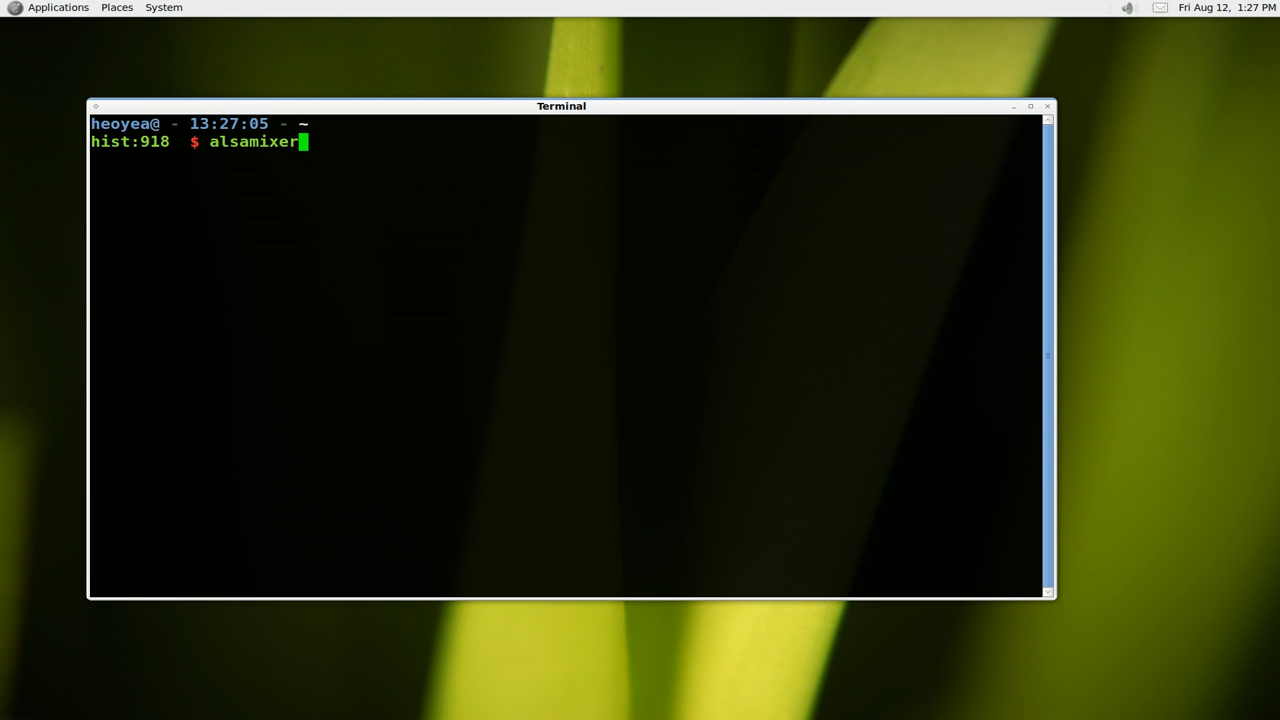 Applications Places System Fri Aug 12, 1:27 PM
Terminal
heoyea@ - 13:27:05 - ~
hist:918 $ alsamixer